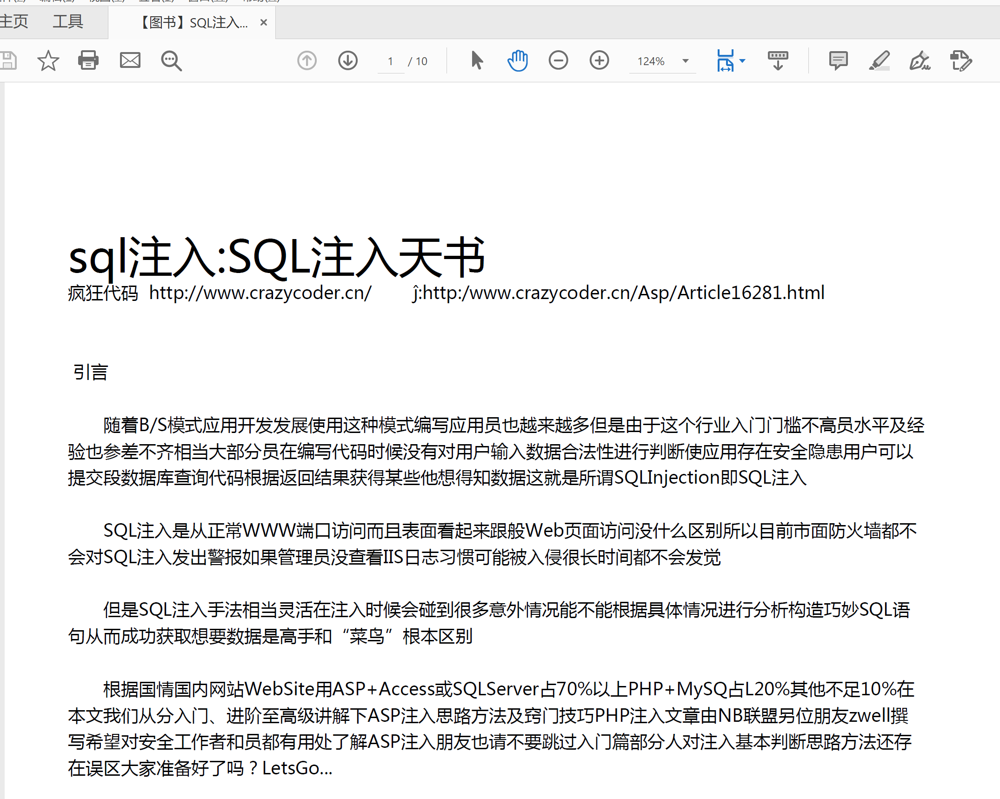 主页 工具 【图书】SQL注入... ×
1 / 10 124%
sql注入:SQL注入天书
疯狂代码 http://www.crazycoder.cn/ ĵ:http:/www.crazycoder.cn/Asp/Article16281.html
引言
随着B/S模式应用开发发展使用这种模式编写应用员也越来越多但是由于这个行业入门门槛不高员水平及经
验也参差不齐相当大部分员在编写代码时候没有对用户输入数据合法性进行判断使应用存在安全隐患用户可以
提交段数据库查询代码根据返回结果获得某些他想得知数据这就是所谓SQLInjection即SQL注入
SQL注入是从正常WWW端口访问而且表面看起来跟般Web页面访问没什么区别所以目前市面防火墙都不
会对SQL注入发出警报如果管理员没查看IIS日志习惯可能被入侵很长时间都不会发觉
但是SQL注入手法相当灵活在注入时候会碰到很多意外情况能不能根据具体情况进行分析构造巧妙SQL语
句从而成功获取想要数据是高手和“菜鸟”根本区别
根据国情国内网站WebSite用ASP+Access或SQLServer占70%以上PHP+MySQ占L20%其他不足10%在
本文我们从分入门、进阶至高级讲解下ASP注入思路方法及窍门技巧PHP注入文章由NB联盟另位朋友zwell撰
写希望对安全工作者和员都有用处了解ASP注入朋友也请不要跳过入门篇部分人对注入基本判断思路方法还存
在误区大家准备好了吗？LetsGo...